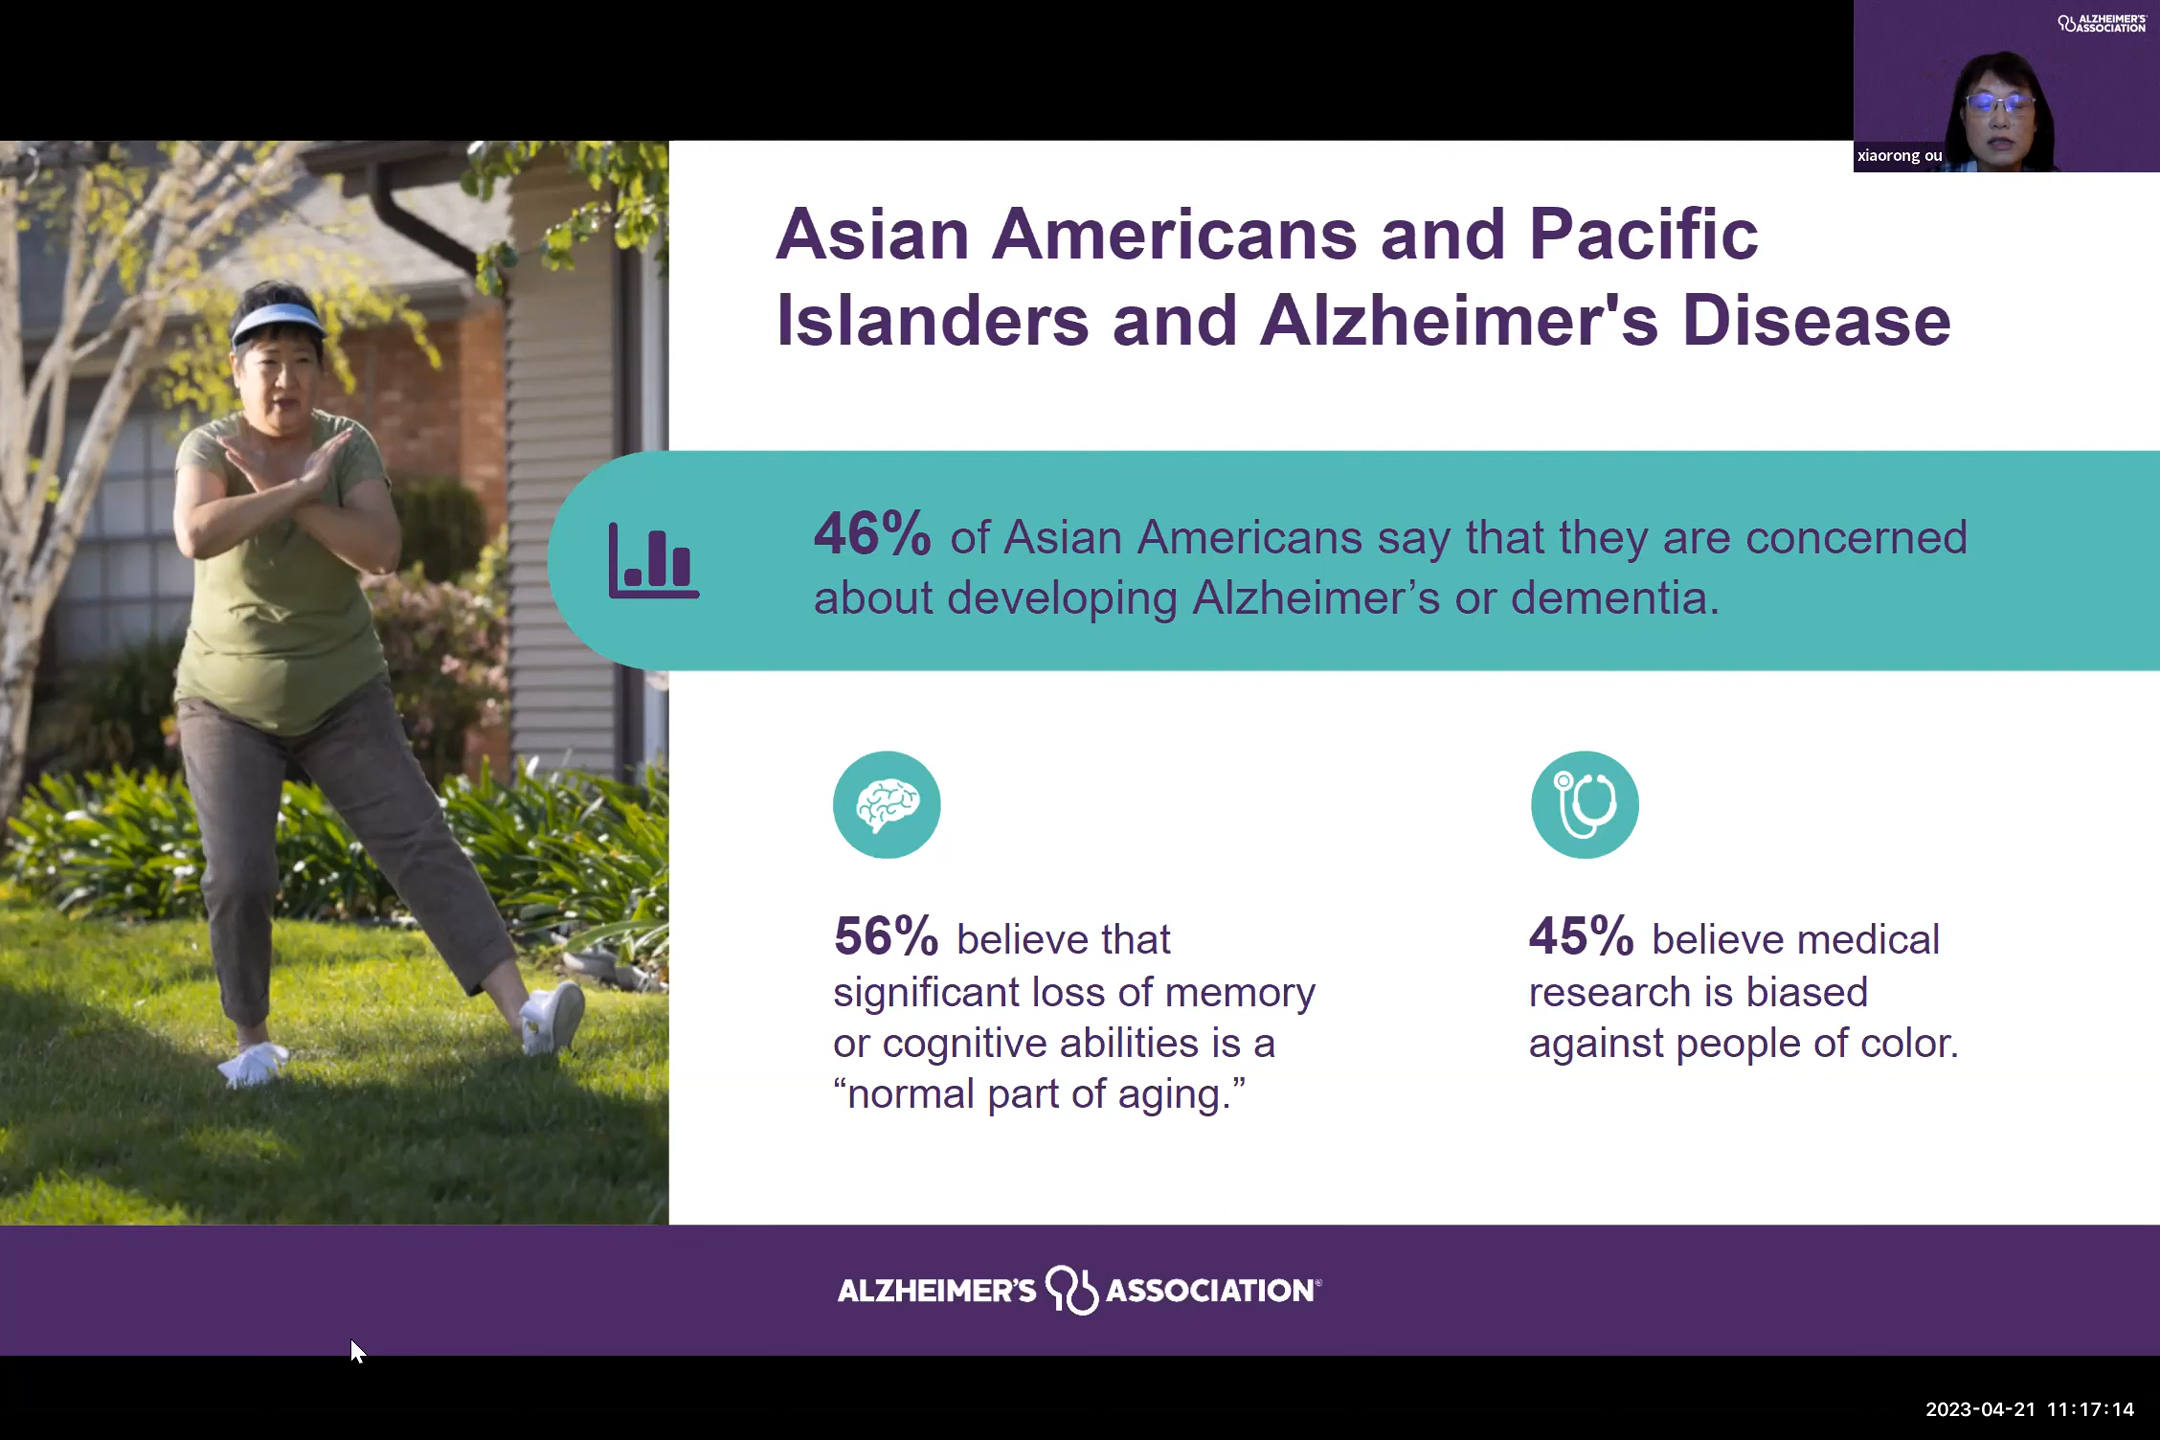 ALZHEIMER'S
ASSOCIATION
xiaorong ou
Asian Americans and Pacific
Islanders and Alzheimer's Disease
46% of Asian Americans say that they are concerned
about developing Alzheimer’s or dementia.
56% believe that
significant loss of memory
or cognitive abilities is a
“normal part of aging.”
45% believe medical
research is biased
against people of color.
ALZHEIMER'S ASSOCIATION®
2023-04-21 11:17:14